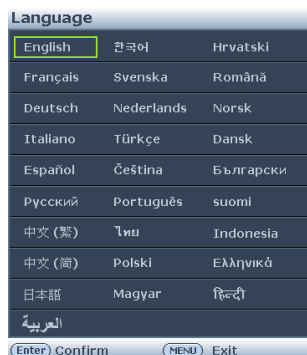 Language
English 한국어 Hrvatski
Français Svenska Română
Deutsch Nederlands Norsk
Italiano Türkçe Dansk
Español Čeština Български
Русский Português suomi
中文 (繁) ไทย Indonesia
中文 (简) Polski Ελληνικά
日本語 Magyar हिन्दी
العربية
Enter Confirm MENU Exit